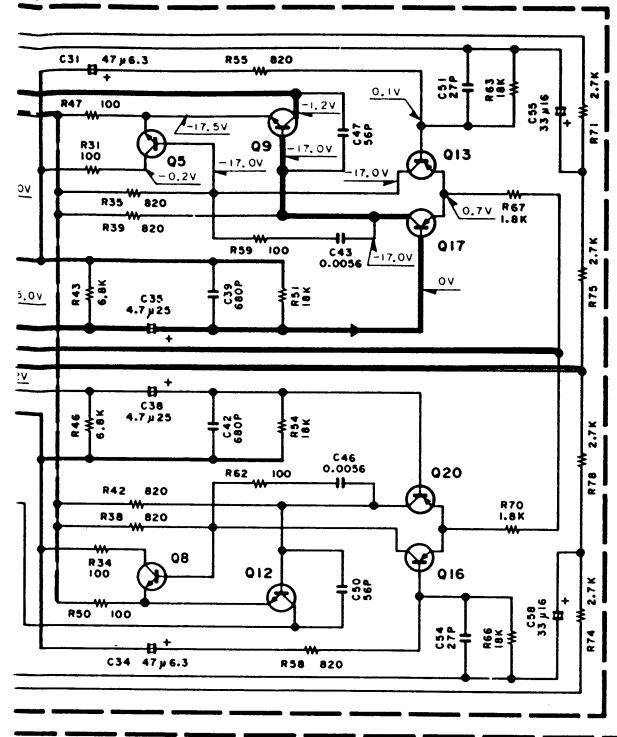 C31 47μ6.3
R55 820
C51
27P
R63
18K
C55
33μ16
2.7K
R71
R47 100
-17.5V
-1.2V
0.1V
Q9
C47
56P
Q13
R31
100
Q5
-17.0V
-17.0V
-17.0V
-0.2V
R35 820
R39 820
0.7V
R67
1.8K
Q17
R59 100
C43
0.0056
-17.0V
0V
R43
6.8K
C35
4.7μ25
C39
680P
R51
18K
2.7K
R75
R46
6.8K
C38
4.7μ25
C42
680P
R54
18K
C46
0.0056
R62 100
Q20
2.7K
R78
R42 820
R38 820
R70
1.8K
R34
100
Q8
Q12
C50
56P
Q16
R50 100
C54
27P
R66
18K
C58
33μ16
2.7K
R74
C34 47μ6.3
R58 820